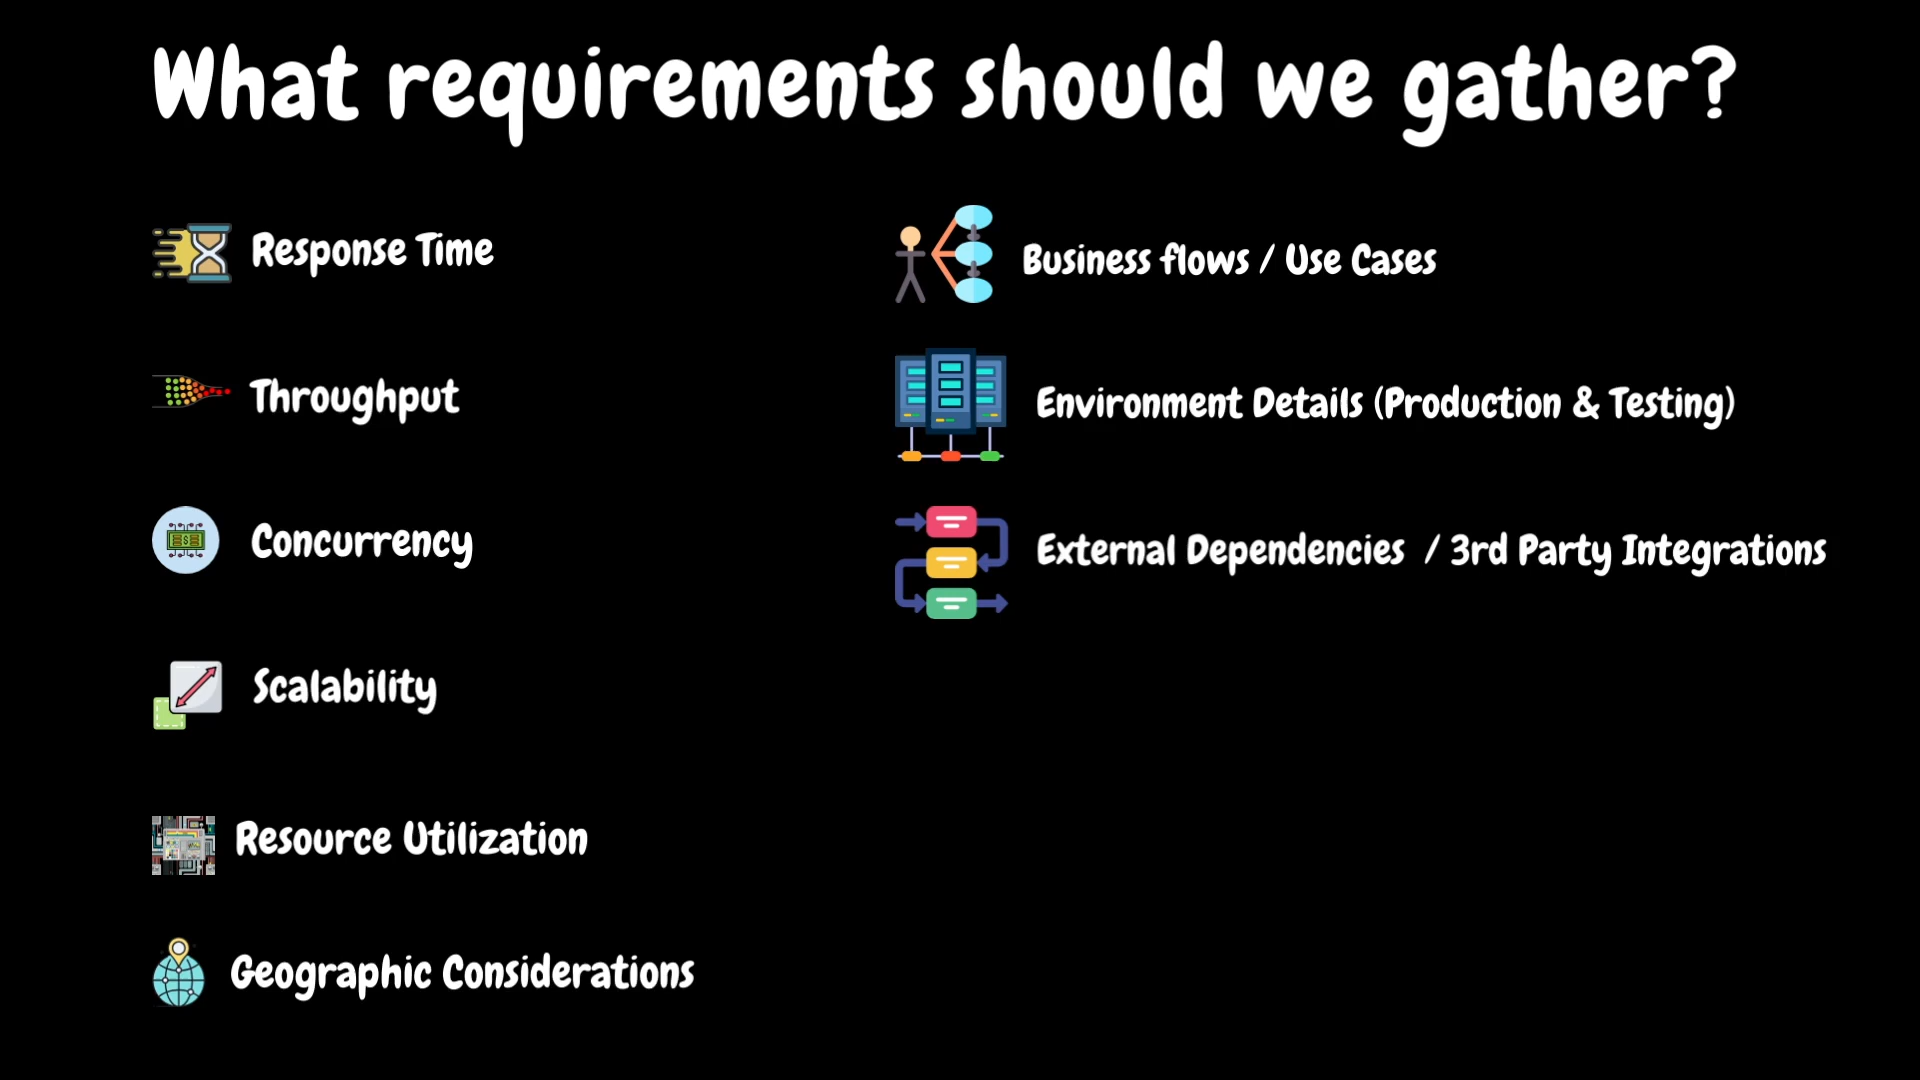 What requirements should we gather?
Response Time
Throughput
Concurrency
Scalability
Resource Utilization
Geographic Considerations
Business flows / Use Cases
Environment Details (Production & Testing)
External Dependencies / 3rd Party Integrations